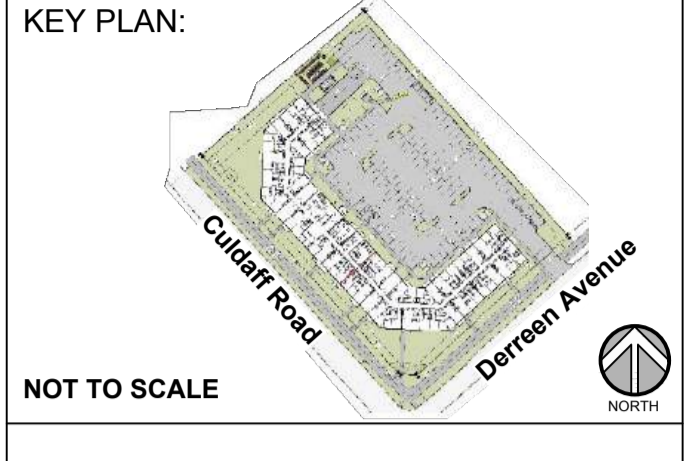 KEY PLAN:
Culdaff Road
Derreen Avenue
NOT TO SCALE
NORTH